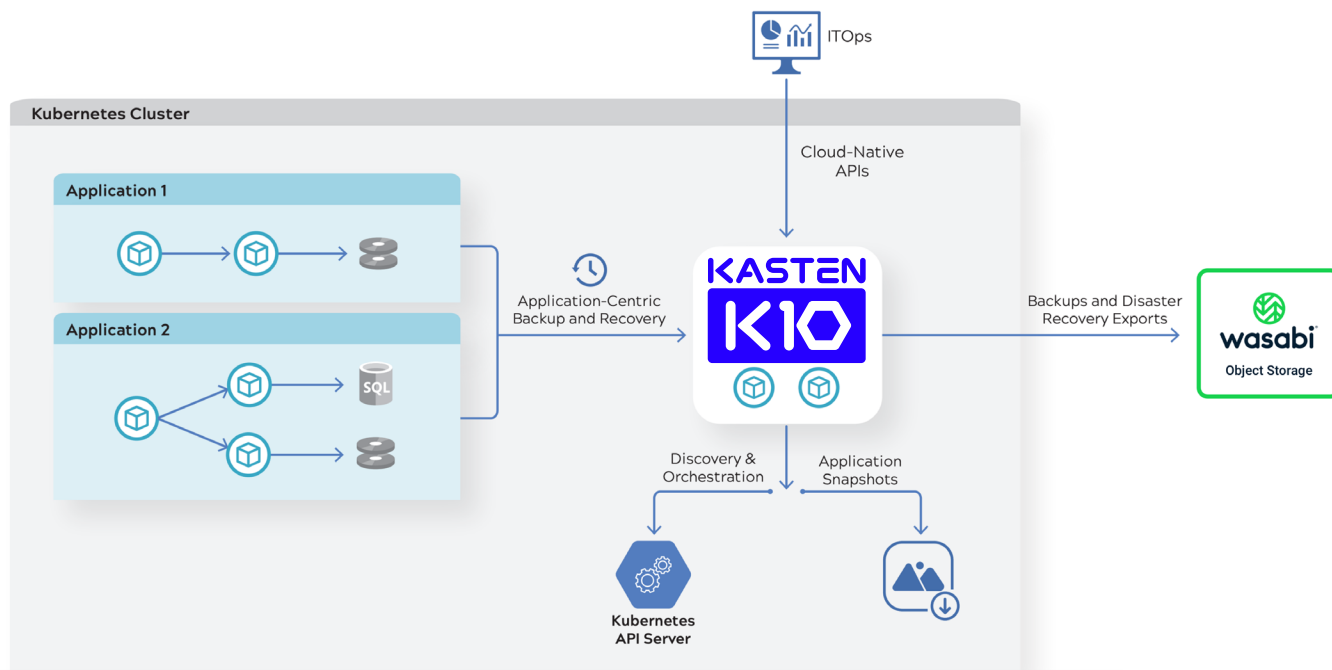 ITOps
Kubernetes Cluster
Cloud-Native
APIs
Application 1
Application-Centric
Backup and Recovery
KASTEN
K10
Backups and Disaster
Recovery Exports
wasabi
Object Storage
Application 2
SQL
Discovery &
Orchestration
Application
Snapshots
Kubernetes
API Server